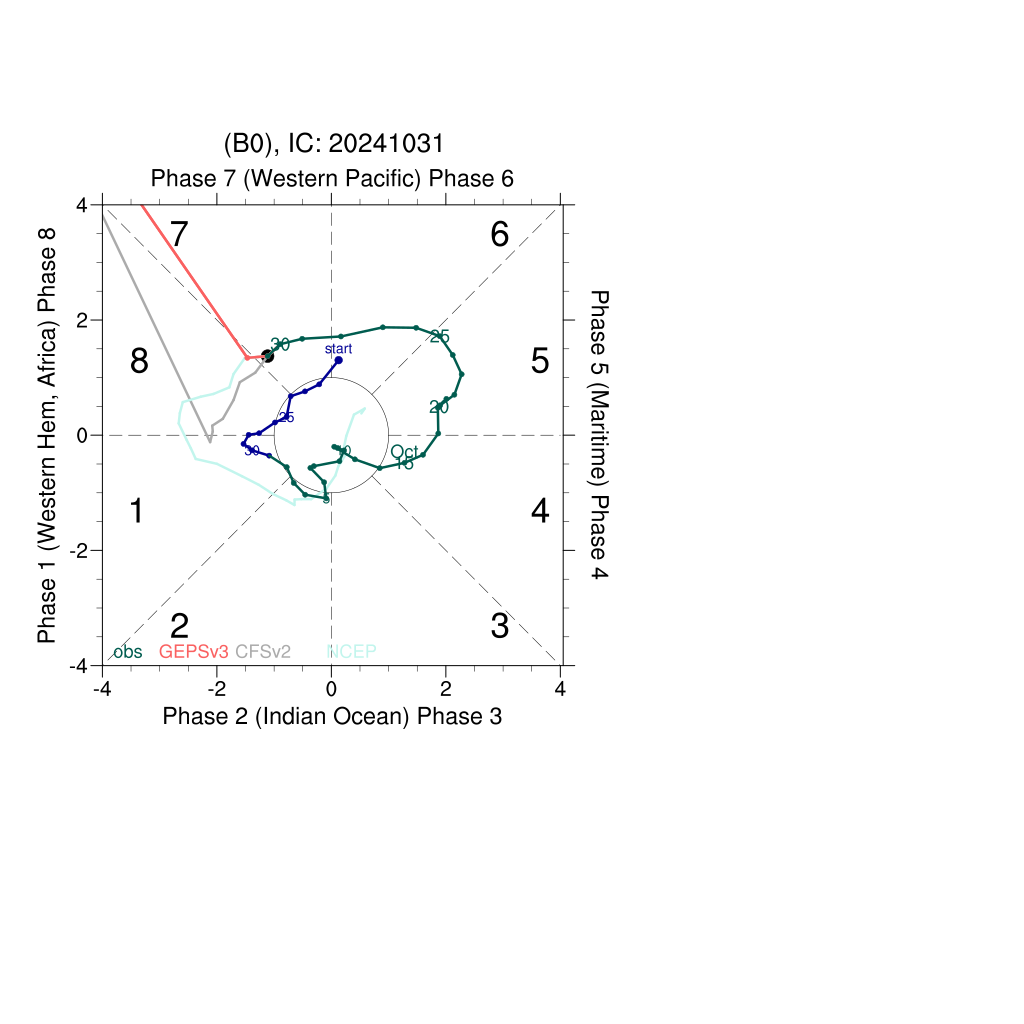 (B0), IC: 20241031
Phase 7 (Western Pacific) Phase 6
Phase 1 (Western Hem, Africa) Phase 8
Phase 5 (Maritime) Phase 4
4
2
0
-2
-4
7
6
8
5
1
4
2
3
30
25
start
20
25
Oct
10
15
30
5
obs GEPSv3 CFSv2 NCEP
-4 -2 0 2 4
Phase 2 (Indian Ocean) Phase 3